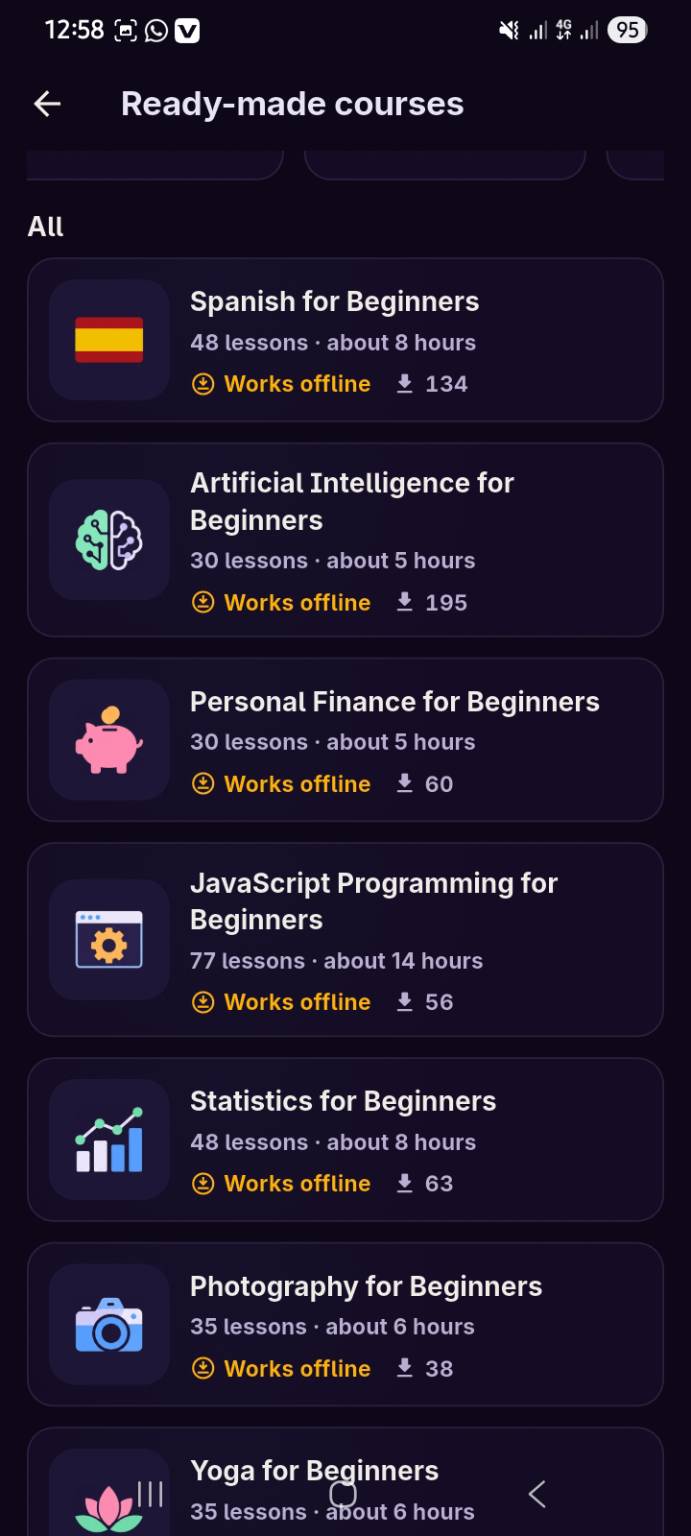 12:58
4G
95
Ready-made courses
All
Spanish for Beginners
48 lessons · about 8 hours
Works offline 134
Artificial Intelligence for
Beginners
30 lessons · about 5 hours
Works offline 195
Personal Finance for Beginners
30 lessons · about 5 hours
Works offline 60
JavaScript Programming for
Beginners
77 lessons · about 14 hours
Works offline 56
Statistics for Beginners
48 lessons · about 8 hours
Works offline 63
Photography for Beginners
35 lessons · about 6 hours
Works offline 38
Yoga for Beginners
35 lessons · about 6 hours